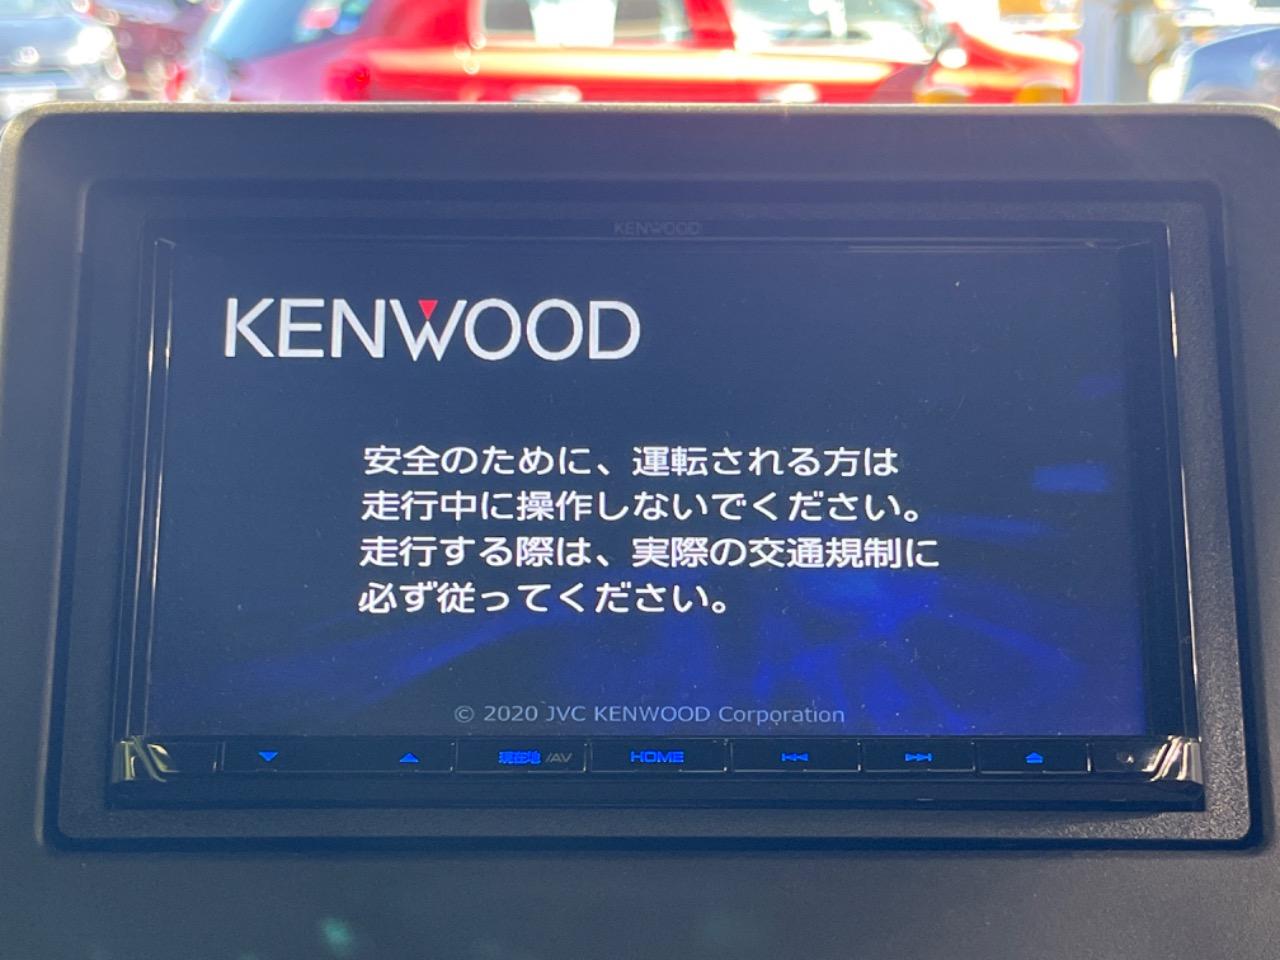 KENWOOD
KENWOOD
安全のために、運転される方は
走行中に操作しないでください。
走行する際は、実際の交通規制に
必ず従ってください。
© 2020 JVC KENWOOD Corporation
現在地/AV HOME